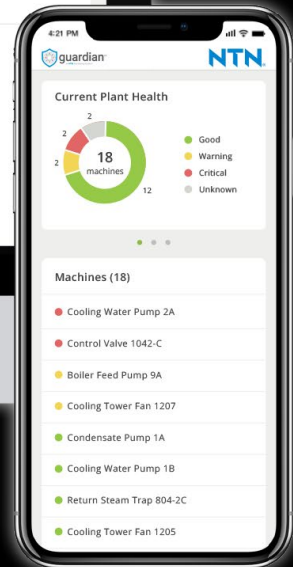 4:21 PM
guardian
NTN
Current Plant Health
2
2
2
18
machines
12
Good
Warning
Critical
Unknown
Machines (18)
Cooling Water Pump 2A
Control Valve 1042-C
Boiler Feed Pump 9A
Cooling Tower Fan 1207
Condensate Pump 1A
Cooling Water Pump 1B
Return Steam Trap 804-2C
Cooling Tower Fan 1205